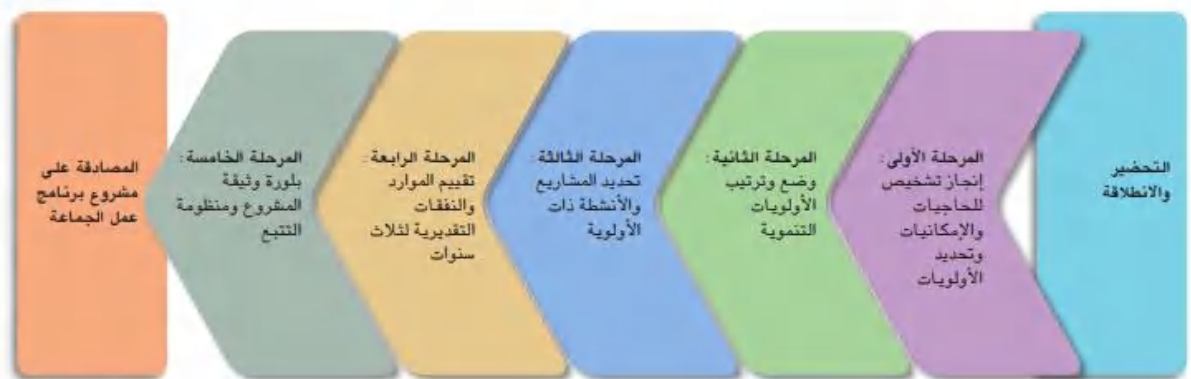 التحضير
والانطلاقة
المرحلة الأولى:
إنجاز تشخيص
للحاجيات
والإمكانيات
وتحديد
الأولويات
المرحلة الثانية:
وضع وترتيب
الأولويات
التنموية
المرحلة الثالثة:
تحديد المشاريع
والأنشطة ذات
الأولوية
المرحلة الرابعة:
تقييم الموارد
والنفقات
التقديرية لثلاث
سنوات
المرحلة الخامسة:
بلورة وثيقة
المشروع ومنظومة
التتبع
المصادقة على
مشروع برنامج
عمل الجماعة